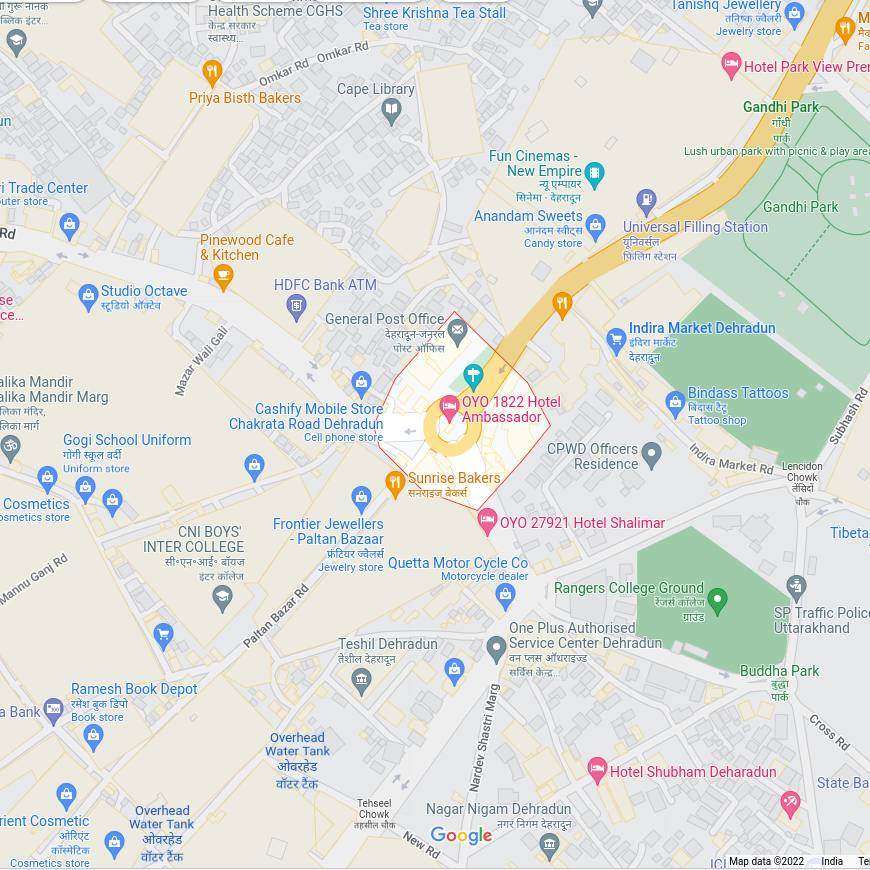 Health Scheme CGHS
केन्द्र सरकार
स्वास्थ्य...
Shree Krishna Tea Stall
Tea store
Tanishq Jewellery
तनिष्क ज्वैलरी
Jewelry store
Omkar Rd
Omkar Rd
Hotel Park View Prer
Priya Bisth Bakers
Cape Library
Gandhi Park
गाँधी
पार्क
Lush urban park with picnic & play area
Fun Cinemas -
New Empire
न्यू एम्पायर
सिनेमा - देहरादून
ri Trade Center
puter store
Anandam Sweets
आनंदम स्वीट्स
Candy store
Gandhi Park
Universal Filling Station
यूनिवर्सल
फिलिंग स्टेशन
Rd
Pinewood Cafe
& Kitchen
HDFC Bank ATM
Studio Octave
स्टूडियो ऑक्टेव
General Post Office
देहरादून-जनरल
पोस्ट ऑफिस
Indira Market Dehradun
इंदिरा मार्केट
देहरादून
Mazar Wali Gali
alika Mandir
alika Mandir Marg
लिका मंदिर,
लिका मार्ग
Bindass Tattoos
बिंदास टैटू
Tattoo shop
Subhash Rd
OYO 1822 Hotel
Ambassador
Cashify Mobile Store
Chakrata Road Dehradun
Cell phone store
Gogi School Uniform
गोगी स्कूल वर्दी
Uniform store
CPWD Officers
Residence
Indira Market Rd
Lencidon
Chowk
लेंसिदों
चौक
Sunrise Bakers
सनराइज बेकर्स
Cosmetics
osmetics store
Frontier Jewellers
- Paltan Bazaar
फ्रंटियर ज्वैलर्स
Jewelry store
OYO 27921 Hotel Shalimar
Tibeta
CNI BOYS'
INTER COLLEGE
सी॰एन॰आई॰ बॉयज
इंटर कॉलेज
Quetta Motor Cycle Co
Motorcycle dealer
Mannu Ganj Rd
Rangers College Ground
रेंजर्स कॉलेज
ग्राउंड
SP Traffic Police
Uttarakhand
Paltan Bazar Rd
Teshil Dehradun
तेशील देहरादून
One Plus Authorised
Service Center Dehradun
वन प्लस ऑथराइज्ड
सर्विस केन्द्र...
Buddha Park
बुद्धा
पार्क
Ramesh Book Depot
रमेश बुक डिपो
Book store
a Bank
Nardev Shastri Marg
Cross Rd
Overhead
Water Tank
ओवरहेड
वॉटर टैंक
Hotel Shubham Deharadun
State Ba
Overhead
Water Tank
ओवरहेड
वॉटर टैंक
rient Cosmetic
ओरिएंट
कॉस्मेटिक
Cosmetics store
Tehseel
Chowk
तहसील चौक
New Rd
Nagar Nigam Dehradun
नगर निगम देहरादून
Google
ICI
Map data ©2022 India Te